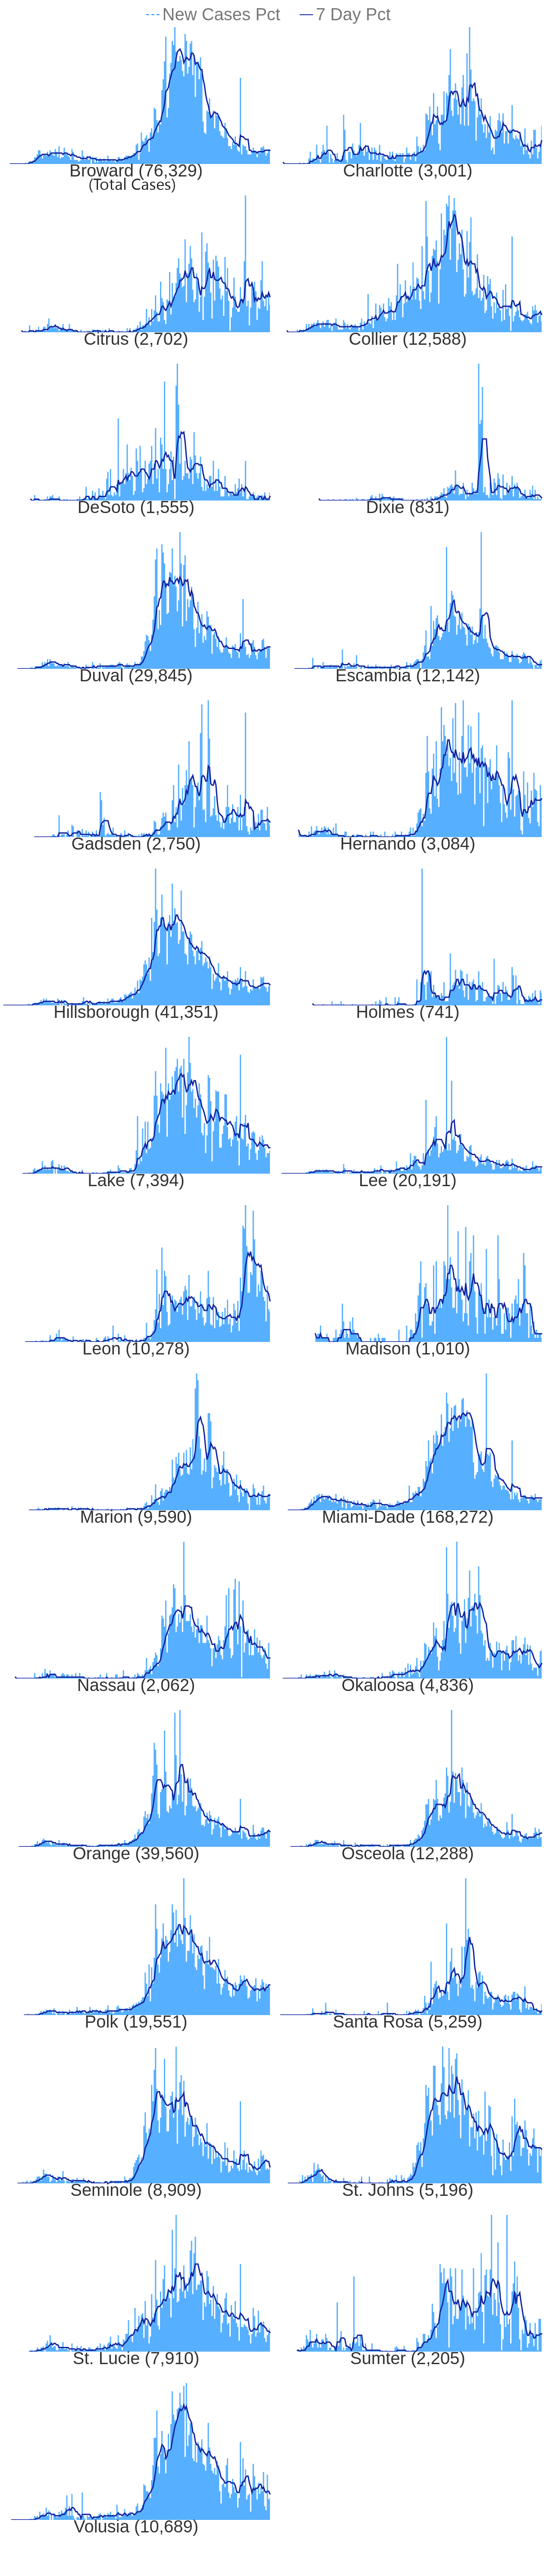 New Cases Pct 7 Day Pct
Broward (76,329) Charlotte (3,001)
(Total Cases)
Citrus (2,702) Collier (12,588)
DeSoto (1,555) Dixie (831)
Duval (29,845) Escambia (12,142)
Gadsden (2,750) Hernando (3,084)
Hillsborough (41,351) Holmes (741)
Lake (7,394) Lee (20,191)
Leon (10,278) Madison (1,010)
Marion (9,590) Miami-Dade (168,272)
Nassau (2,062) Okaloosa (4,836)
Orange (39,560) Osceola (12,288)
Polk (19,551) Santa Rosa (5,259)
Seminole (8,909) St. Johns (5,196)
St. Lucie (7,910) Sumter (2,205)
Volusia (10,689)